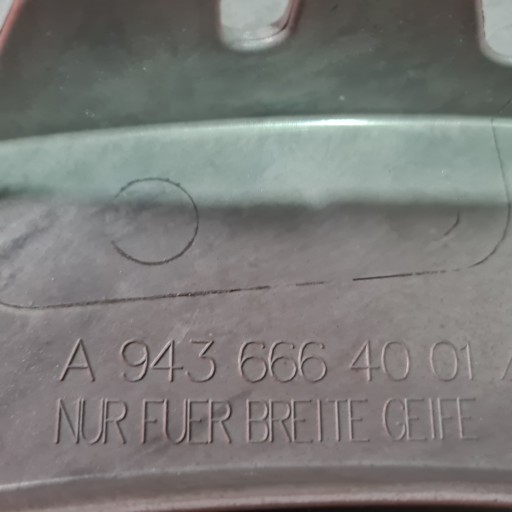 A 943 666 40 01
NUR FUER BREITE GEIFE